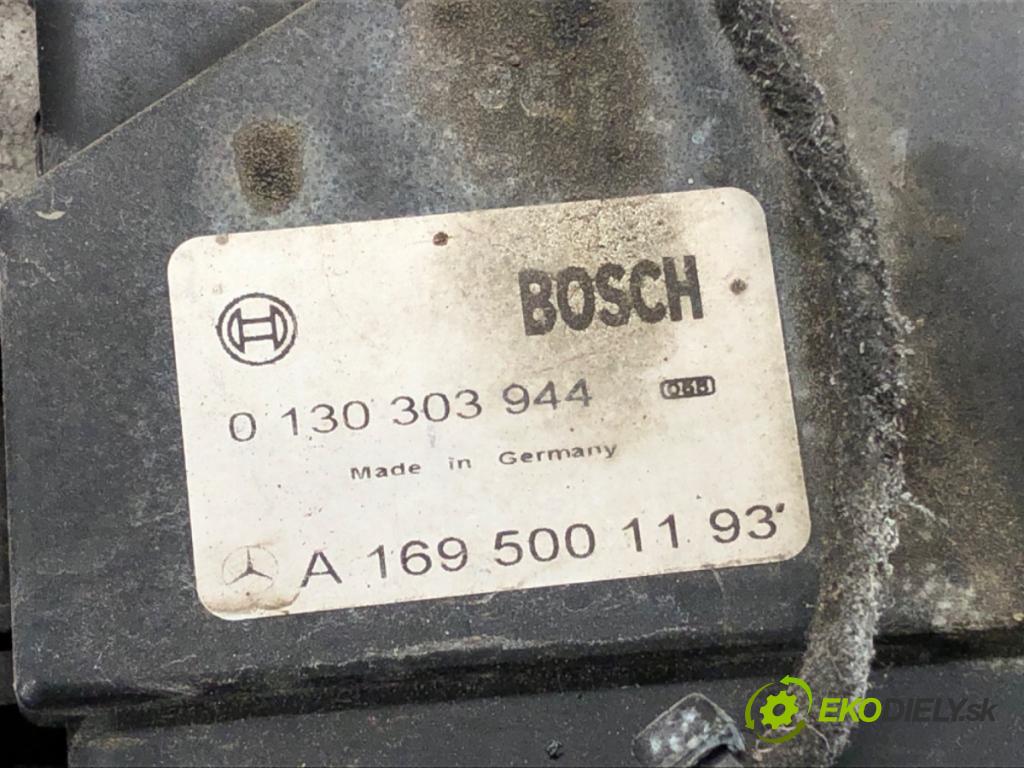 BOSCH
0 130 303 944
Made in Germany
A 169 500 11 93
EKODIELY.sk